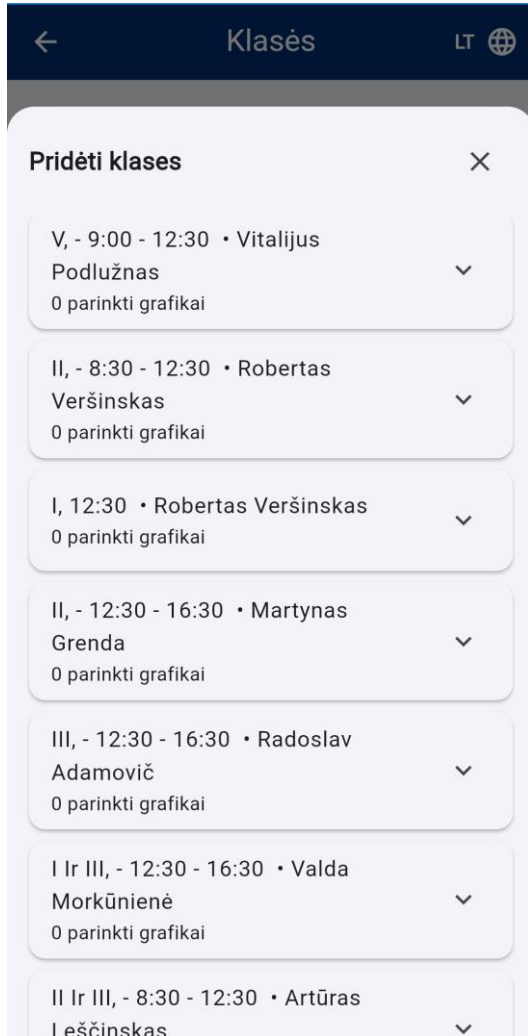 Klasės
LT
Pridėti klases
V, - 9:00 - 12:30 • Vitalijus
Podlužnas
0 parinkti grafikai
II, - 8:30 - 12:30 • Robertas
Veršinskas
0 parinkti grafikai
I, 12:30 • Robertas Veršinskas
0 parinkti grafikai
II, - 12:30 - 16:30 • Martynas
Grenda
0 parinkti grafikai
III, - 12:30 - 16:30 • Radoslav
Adamovič
0 parinkti grafikai
I Ir III, - 12:30 - 16:30 • Valda
Morkūnienė
0 parinkti grafikai
II Ir III, - 8:30 - 12:30 • Artūras
Leščinskas